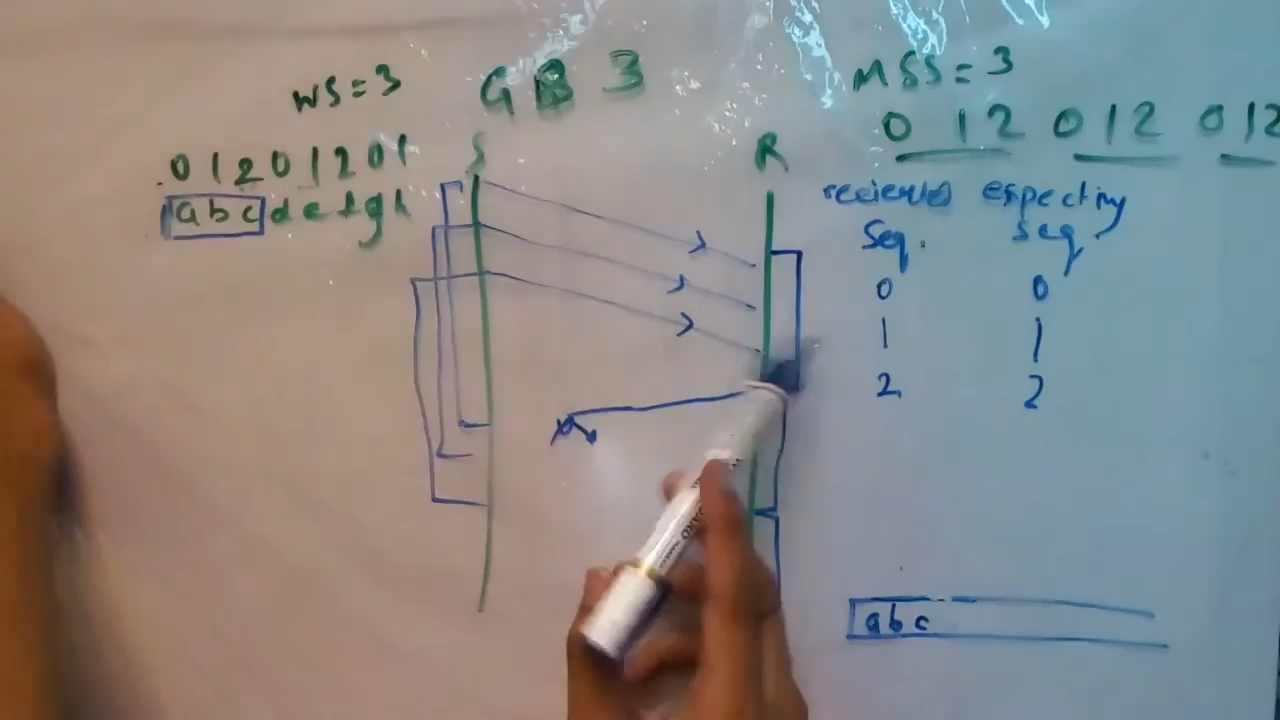 WS=3 GB 3 MSS=3
0 1 2 0 1 2 0 1 2
0 1 2 0 1 2 0 1 S R
a b c d e f g h
recieved expecting
Seq. seq.
0 0
1 1
2 2
abc